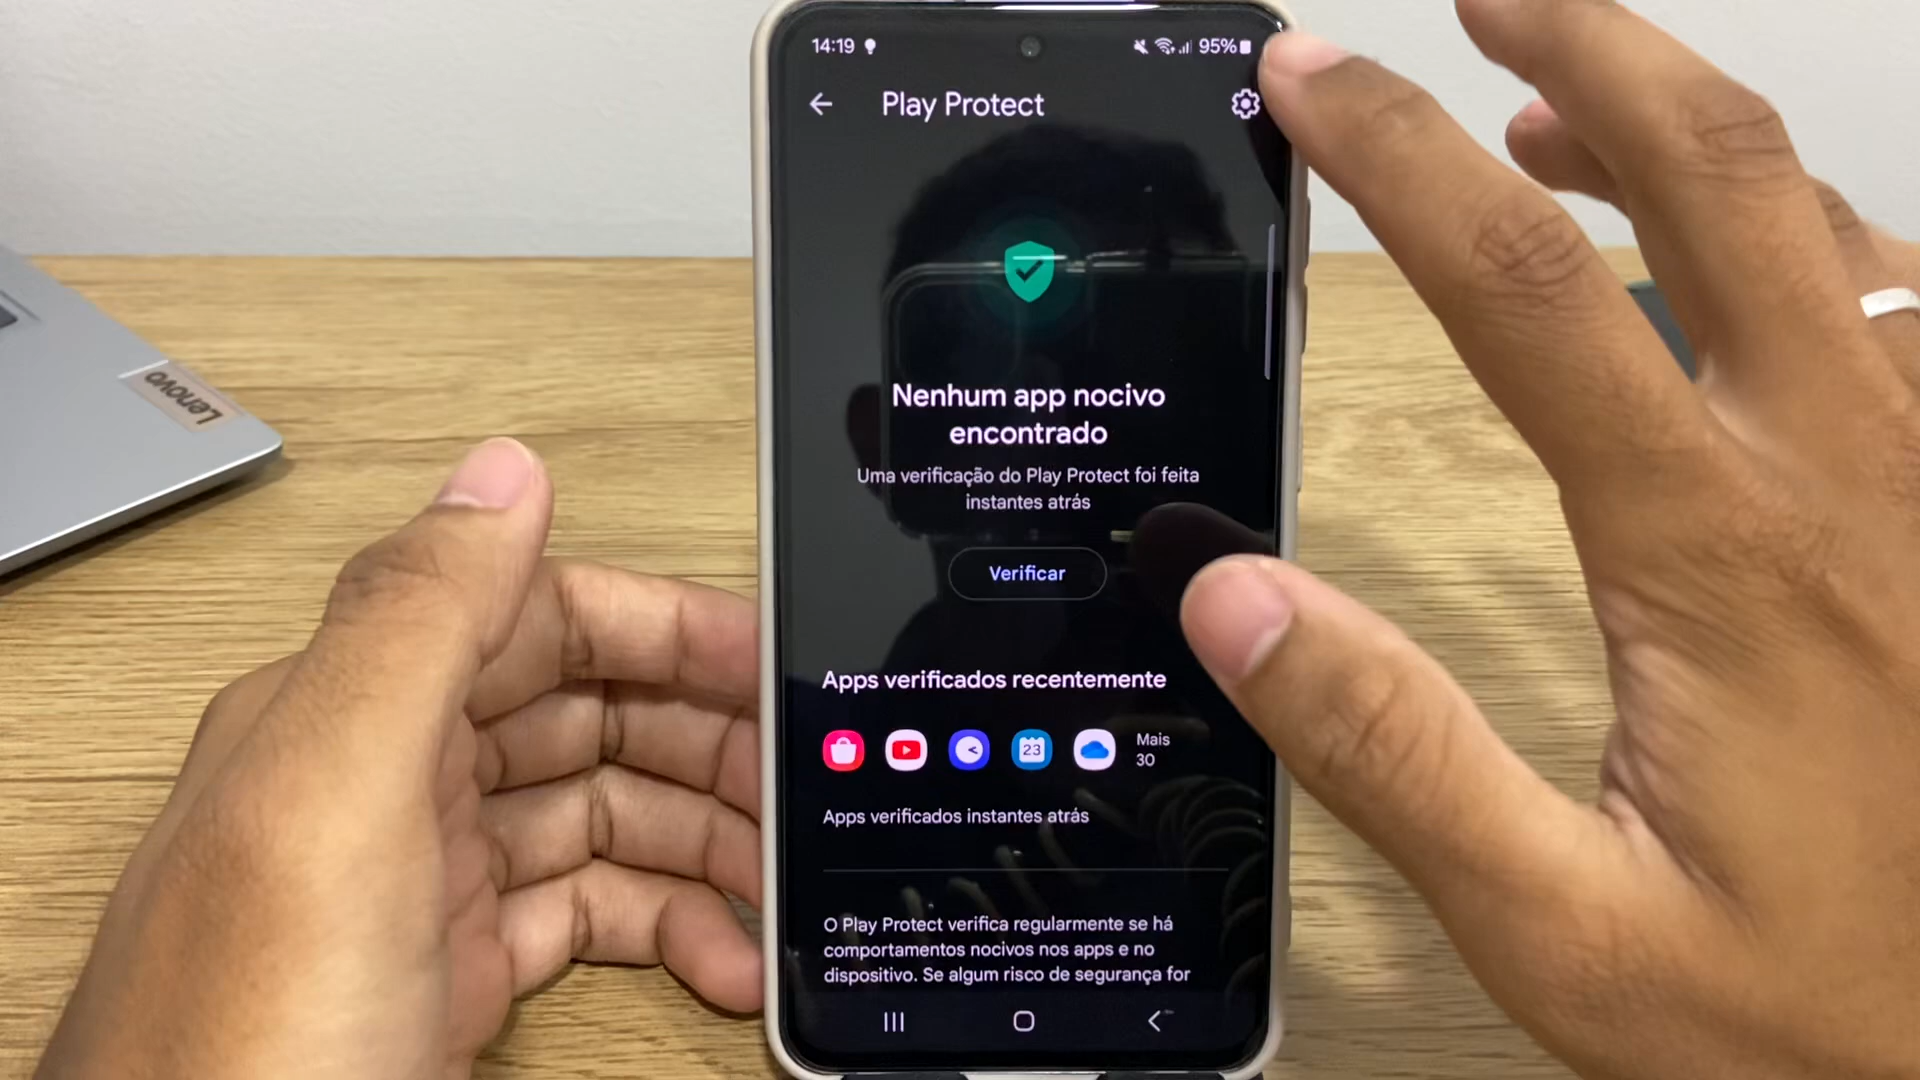 14:19
95%
Play Protect
Lenovo
Nenhum app nocivo
encontrado
Uma verificação do Play Protect foi feita
instantes atrás
Verificar
Apps verificados recentemente
23
Mais
30
Apps verificados instantes atrás
O Play Protect verifica regularmente se há
comportamentos nocivos nos apps e no
dispositivo. Se algum risco de segurança for